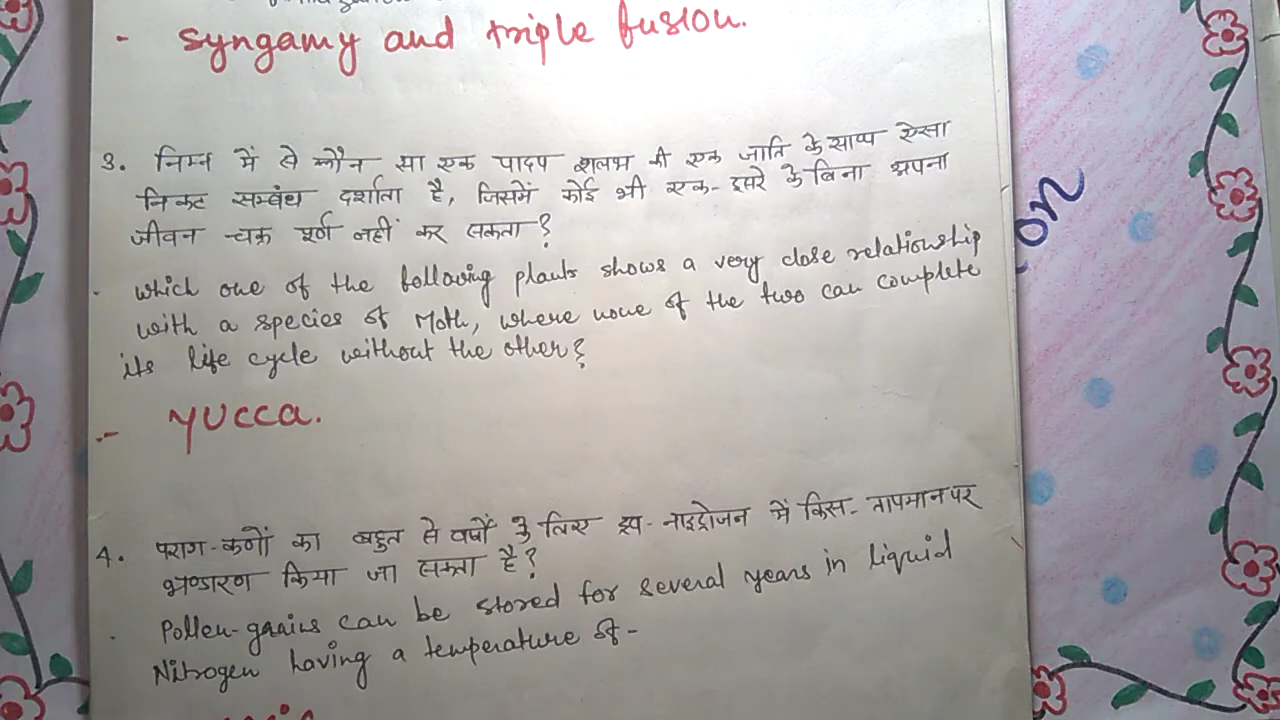 - Syngamy and triple fusion.
3. निम्न में से कौन सा एक पादप शलभ की एक जाति के साथ ऐसा
निकट सम्बंध दर्शाता है, जिसमें कोई भी एक-दूसरे के बिना अपना
जीवन चक्र पूर्ण नहीं कर सकता?
. which one of the following plants shows a very close relationship
with a species of Moth, where none of the two can complete
its life cycle without the other?
.- YUCCA.
4. पराग-कणों का बहुत से वर्षों के लिए द्रव-नाइट्रोजन में किस-तापमान पर
भण्डारण किया जा सकता है?
. Pollen-grains can be stored for several years in liquid
Nitrogen having a temperature of-
on